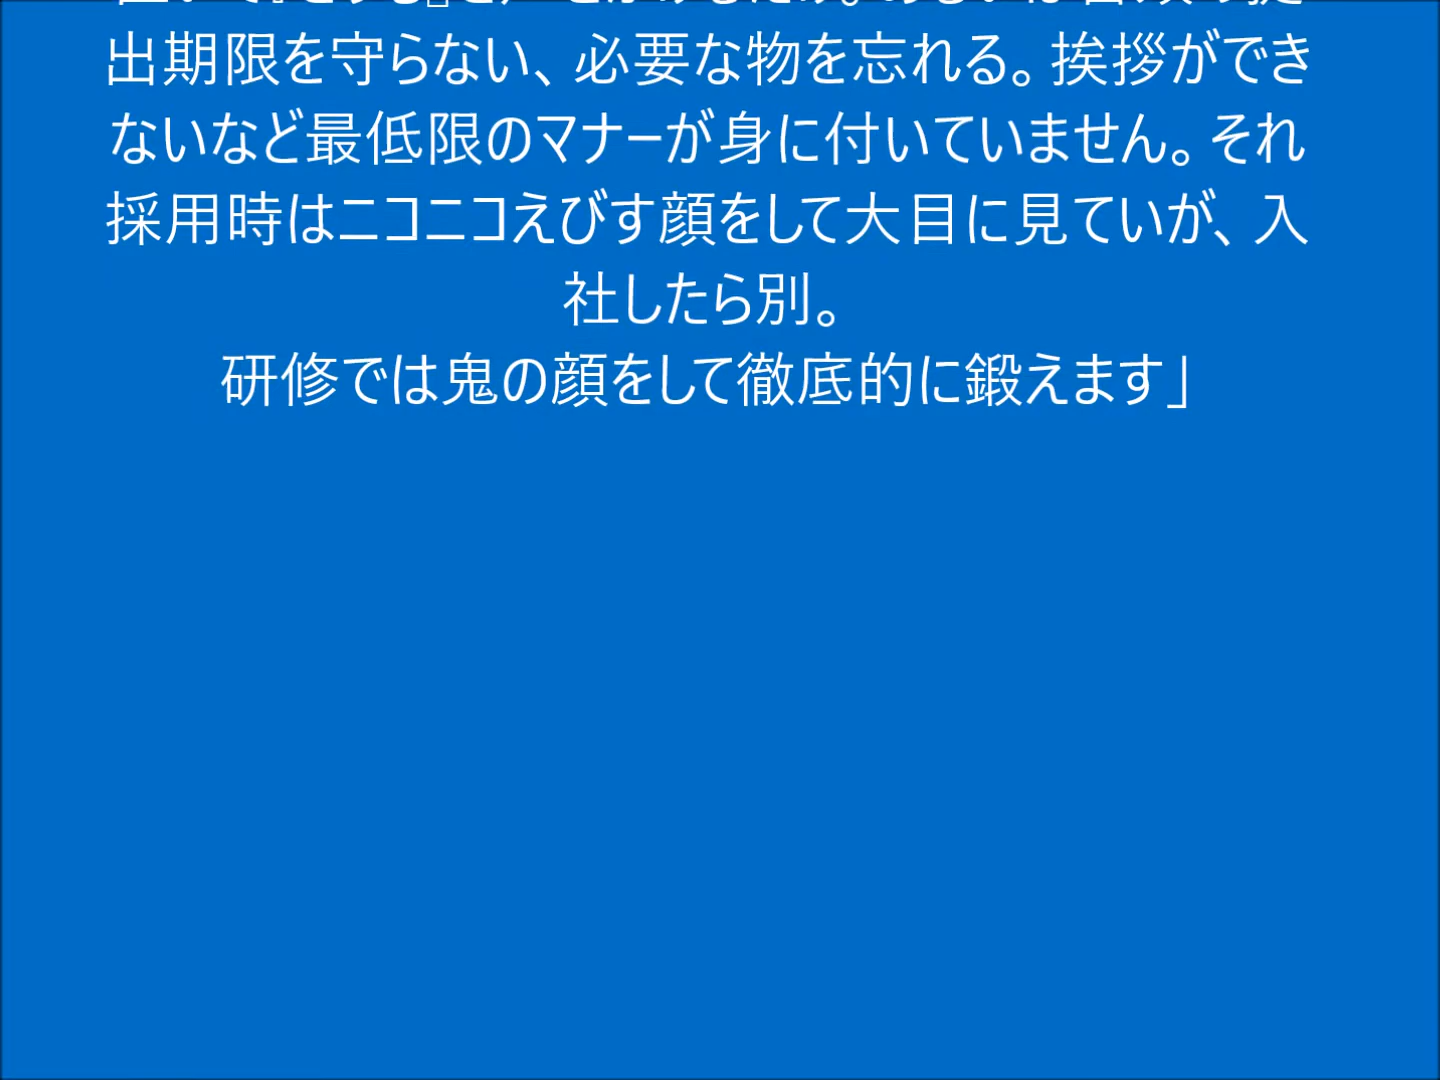 出期限を守らない、必要な物を忘れる。挨拶ができ
ないなど最低限のマナーが身に付いていません。それ
採用時はニコニコえびす顔をして大目に見ていが、入
社したら別。
研修では鬼の顔をして徹底的に鍛えます」